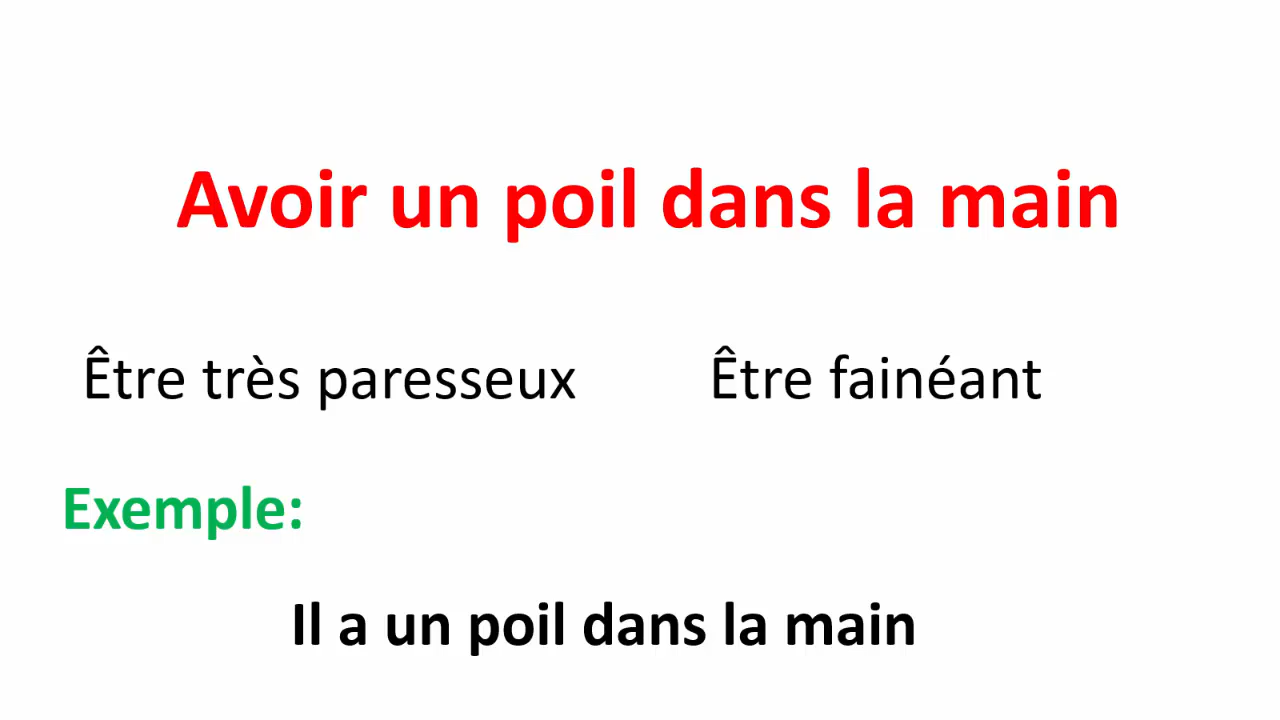 Avoir un poil dans la main
Être très paresseux Être fainéant
Exemple:
Il a un poil dans la main